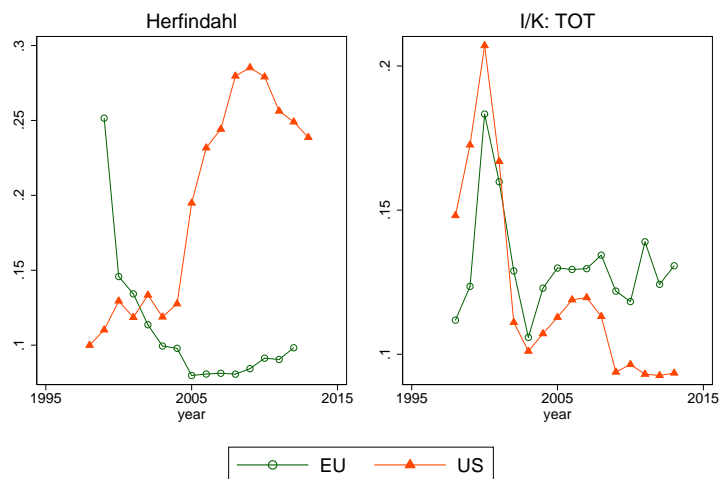 Herfindahl
.3
.25
.2
.15
.1
1995
2005
2015
year
I/K: TOT
.2
.15
.1
1995
2005
2015
year
EU
US